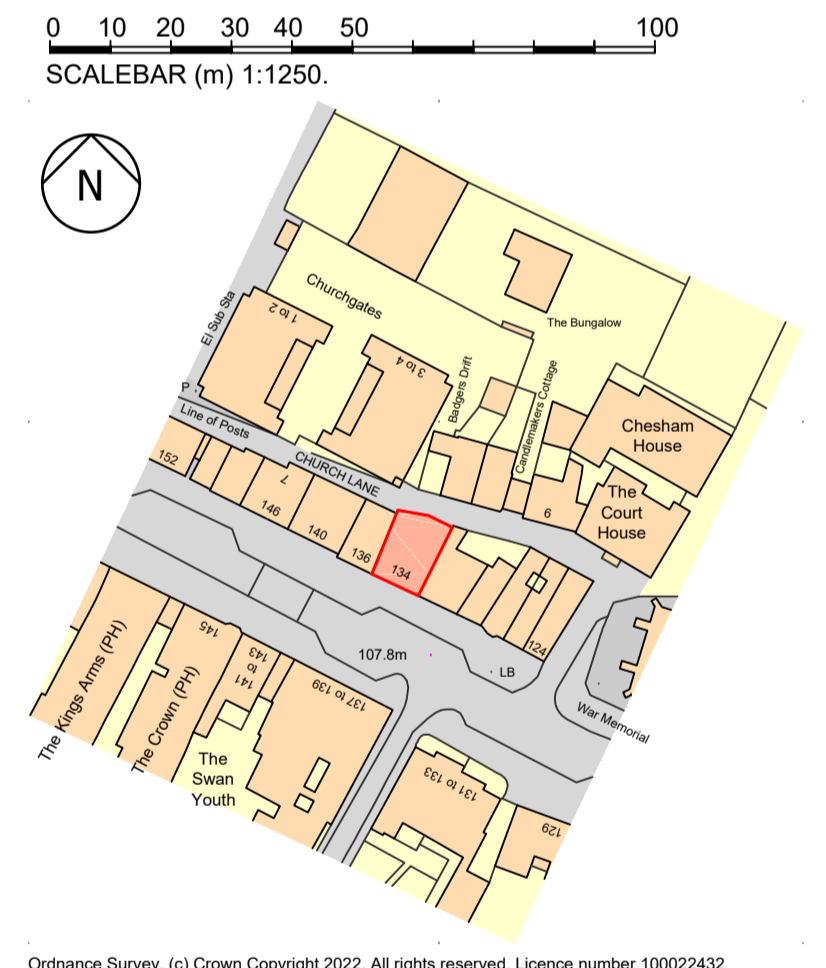 0 10 20 30 40 50 100
SCALEBAR (m) 1:1250.
N
El Sub Sta
Churchgates
1 to 2
3 to 4
The Bungalow
Badgers Drift
Candlemakers Cottage
Chesham
House
The
Court
House
6
P
Line of Posts
CHURCH LANE
152
7
146
140
136
134
124
107.8m
LB
War Memorial
The Kings Arms (PH)
The Crown (PH)
145
143
to
141
137 to 139
The
Swan
Youth
131 to 133
129
Ordnance Survey, (c) Crown Copyright 2022. All rights reserved. Licence number 100022432